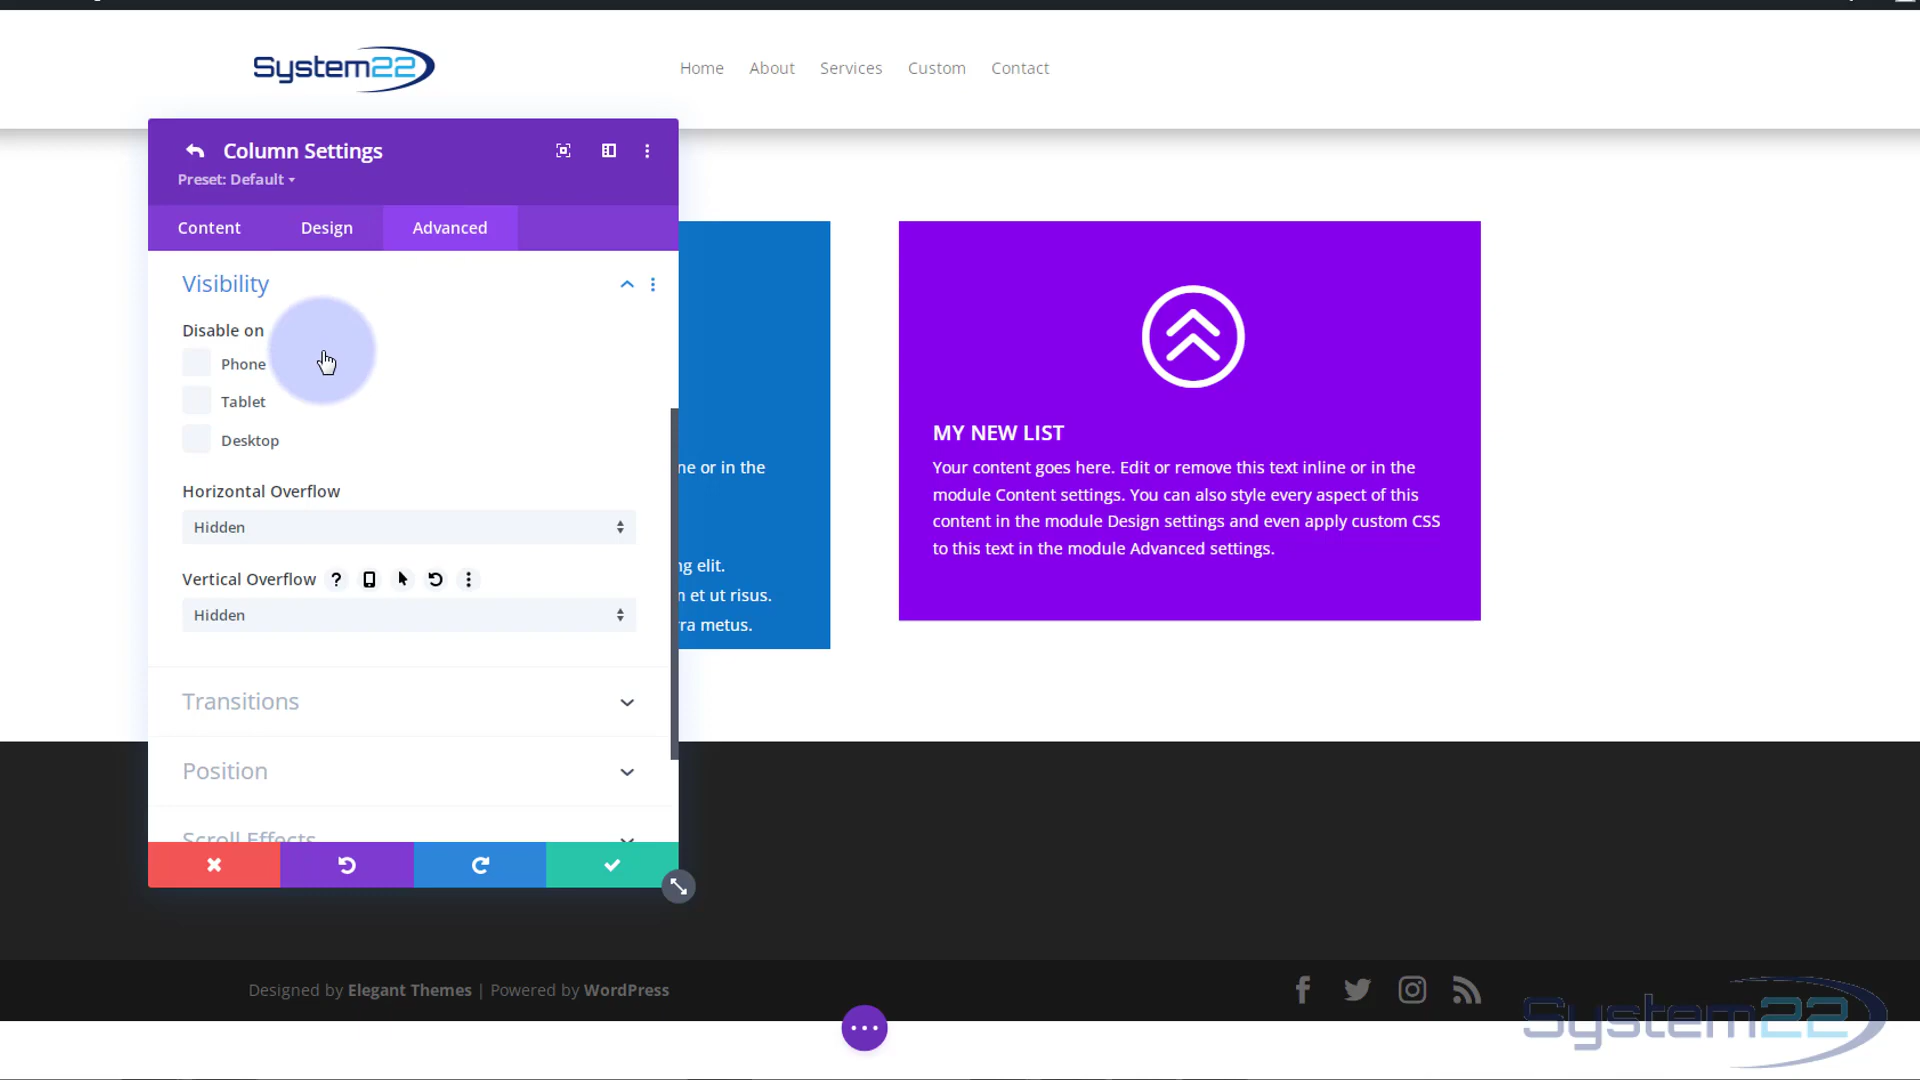 System22
Home About Services Custom Contact
Column Settings
Preset: Default
Content Design Advanced
Visibility
Disable on
Phone
Tablet
Desktop
Horizontal Overflow
Hidden
Vertical Overflow ?
Hidden
Transitions
Position
Scroll Effects
ne or in the
ng elit.
m et ut risus.
rra metus.
MY NEW LIST
Your content goes here. Edit or remove this text inline or in the
module Content settings. You can also style every aspect of this
content in the module Design settings and even apply custom CSS
to this text in the module Advanced settings.
Designed by Elegant Themes | Powered by WordPress
System22